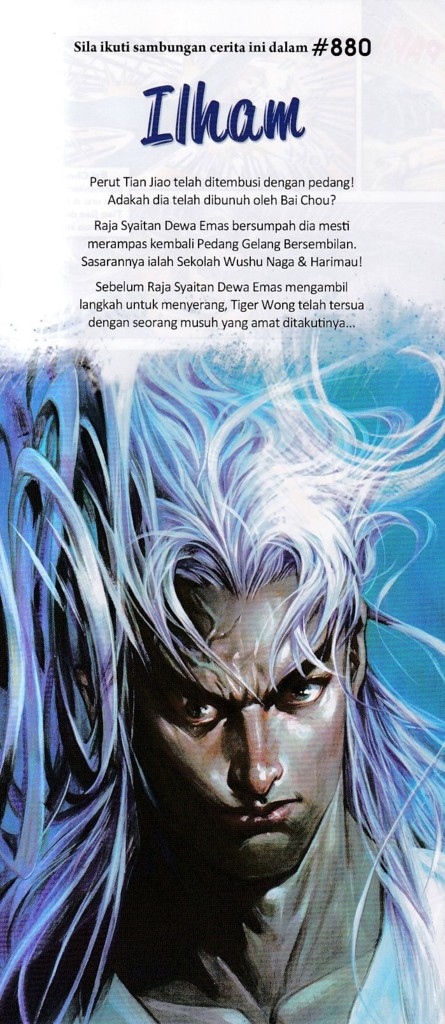 Sila ikuti sambungan cerita ini dalam #880
Ilham
Perut Tian Jiao telah ditembusi dengan pedang!
Adakah dia telah dibunuh oleh Bai Chou?
Raja Syaitan Dewa Emas bersumpah dia mesti
merampas kembali Pedang Gelang Bersembilan.
Sasarannya ialah Sekolah Wushu Naga & Harimau!
Sebelum Raja Syaitan Dewa Emas mengambil
langkah untuk menyerang, Tiger Wong telah tersua
dengan seorang musuh yang amat ditakutinya...